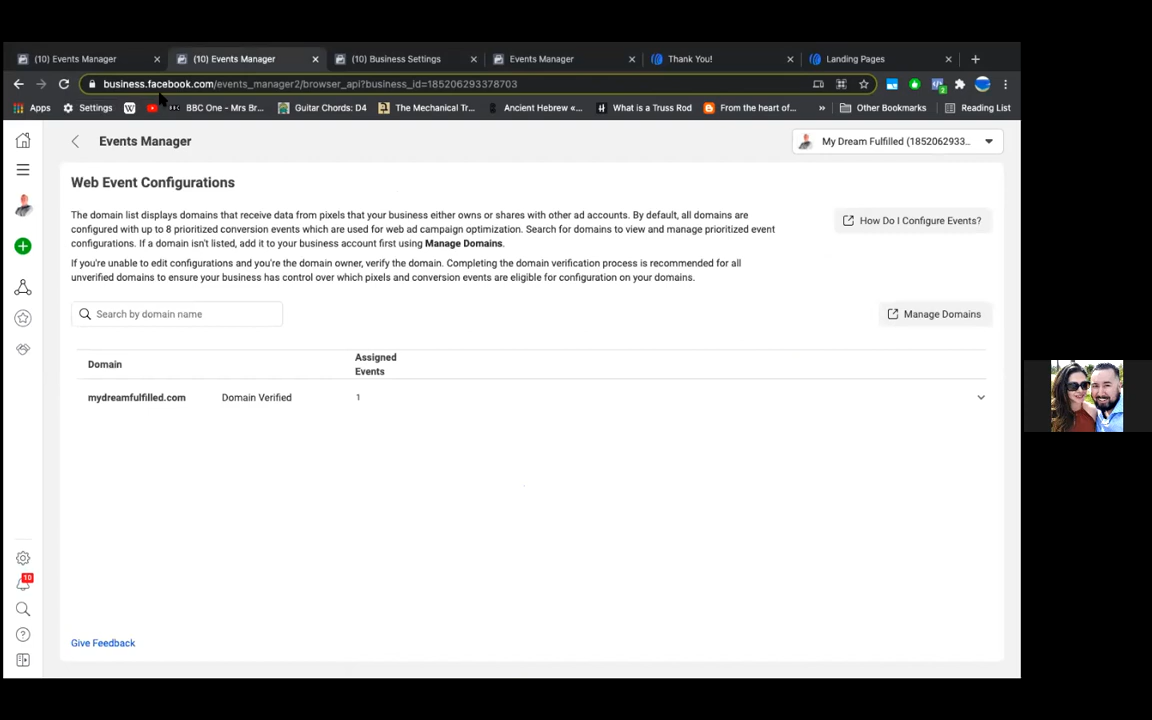 (10) Events Manager
(10) Events Manager
(10) Business Settings
Events Manager
Thank You!
Landing Pages
business.facebook.com/events_manager2/browser_api?business_id=185206293378703
Apps
Settings
BBC One - Mrs Br...
Guitar Chords: D4
The Mechanical Tr...
Ancient Hebrew «...
What is a Truss Rod
From the heart of...
»
Other Bookmarks
Reading List
Events Manager
My Dream Fulfilled (1852062933...
Web Event Configurations
The domain list displays domains that receive data from pixels that your business either owns or shares with other ad accounts. By default, all domains are
configured with up to 8 prioritized conversion events which are used for web ad campaign optimization. Search for domains to view and manage prioritized event
configurations. If a domain isn't listed, add it to your business account first using Manage Domains.
How Do I Configure Events?
If you're unable to edit configurations and you're the domain owner, verify the domain. Completing the domain verification process is recommended for all
unverified domains to ensure your business has control over which pixels and conversion events are eligible for configuration on your domains.
Search by domain name
Manage Domains
Domain
Assigned
Events
mydreamfulfilled.com
Domain Verified
1
10
Give Feedback